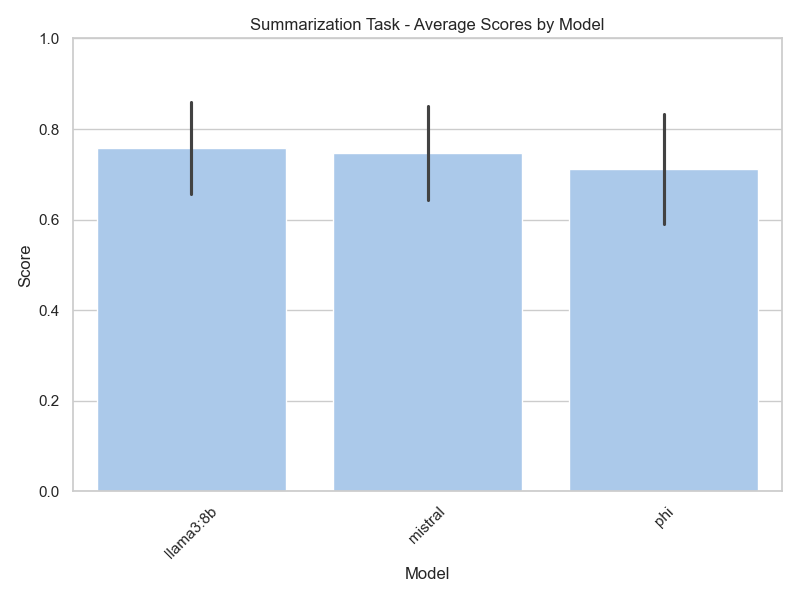 Summarization Task - Average Scores by Model
1.0
0.8
0.6
0.4
0.2
0.0
Score
llama3:8b
mistral
phi
Model